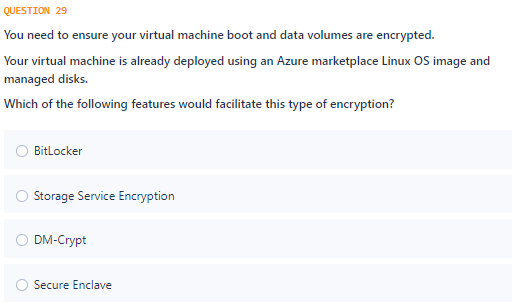 QUESTION 29
You need to ensure your virtual machine boot and data volumes are encrypted.
Your virtual machine is already deployed using an Azure marketplace Linux OS image and
managed disks.
Which of the following features would facilitate this type of encryption?
BitLocker
Storage Service Encryption
DM-Crypt
Secure Enclave